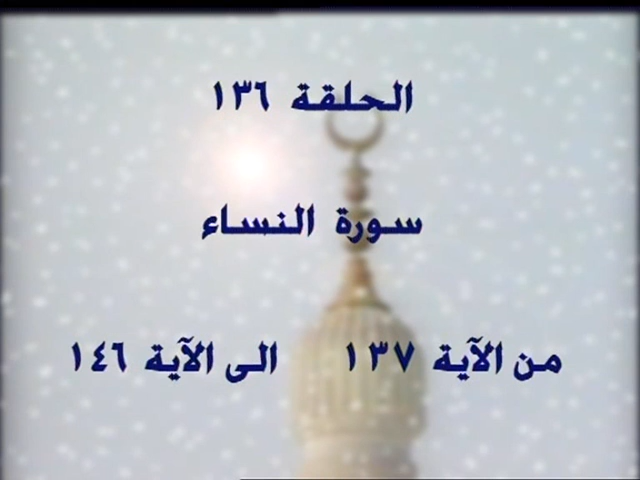 الحلقة ١٣٦
سورة النساء
من الآية ١٣٧ الى الآية ١٤٦